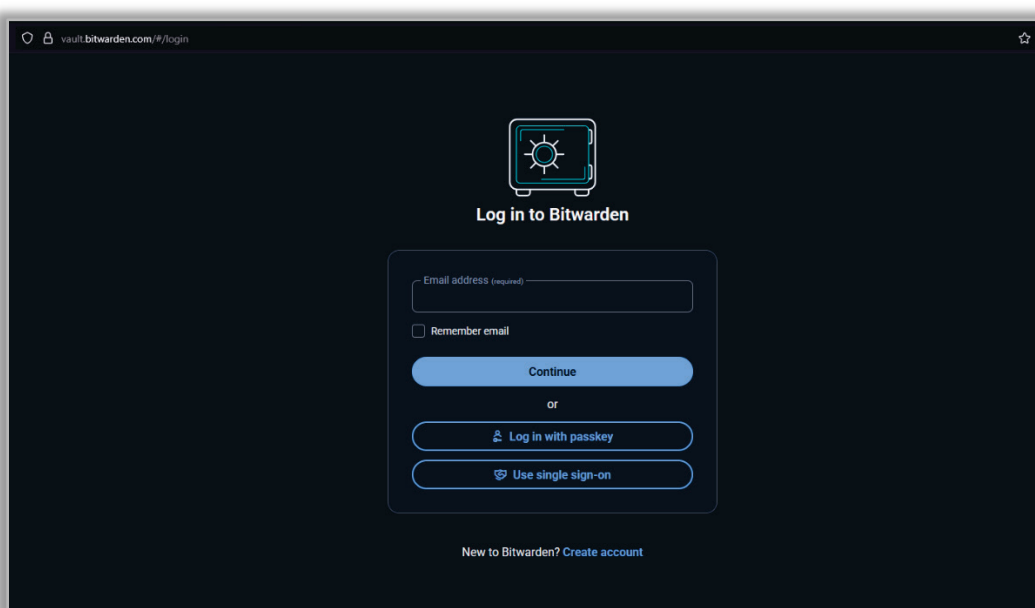 vault.bitwarden.com/#/login
Log in to Bitwarden
Email address (required)
Remember email
Continue
or
Log in with passkey
Use single sign-on
New to Bitwarden? Create account